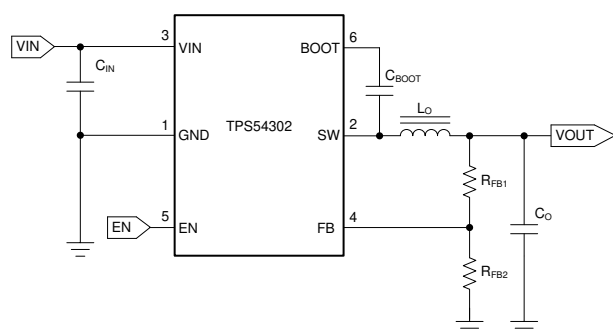 VIN
C_IN
3
VIN
BOOT
6
C_BOOT
1
GND
TPS54302
SW
2
L_O
VOUT
EN
5
EN
FB
4
R_FB1
C_O
R_FB2